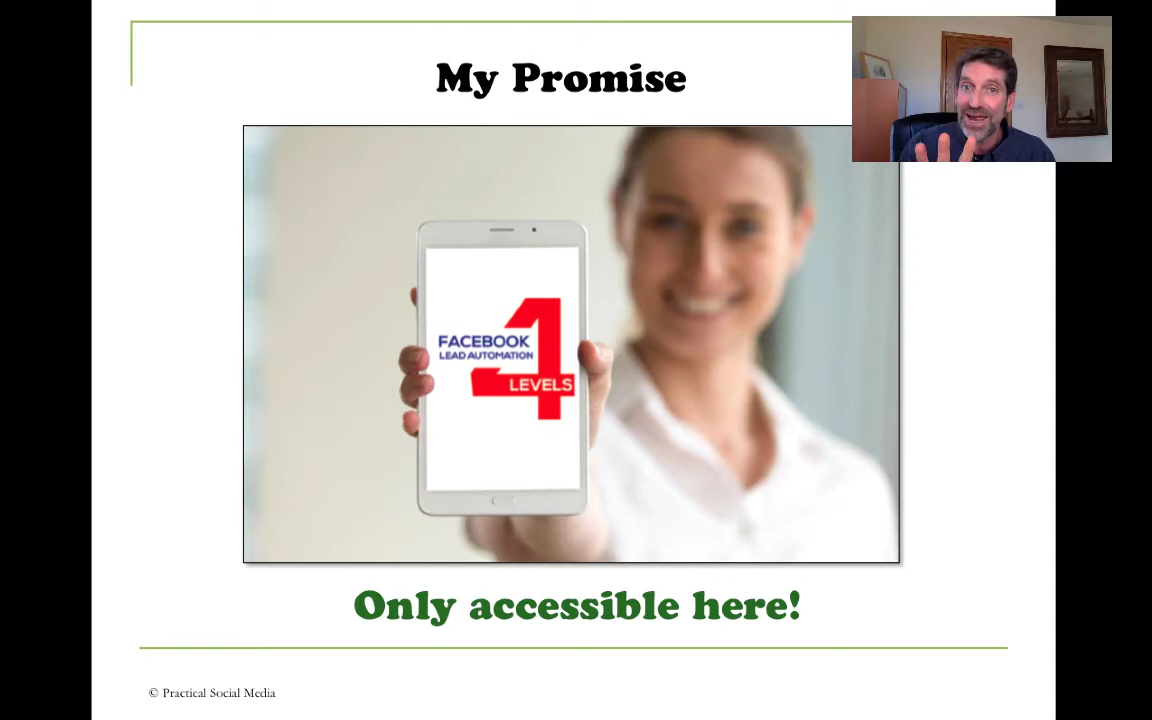 My Promise
FACEBOOK
LEAD AUTOMATION
4
LEVELS
Only accessible here!
© Practical Social Media